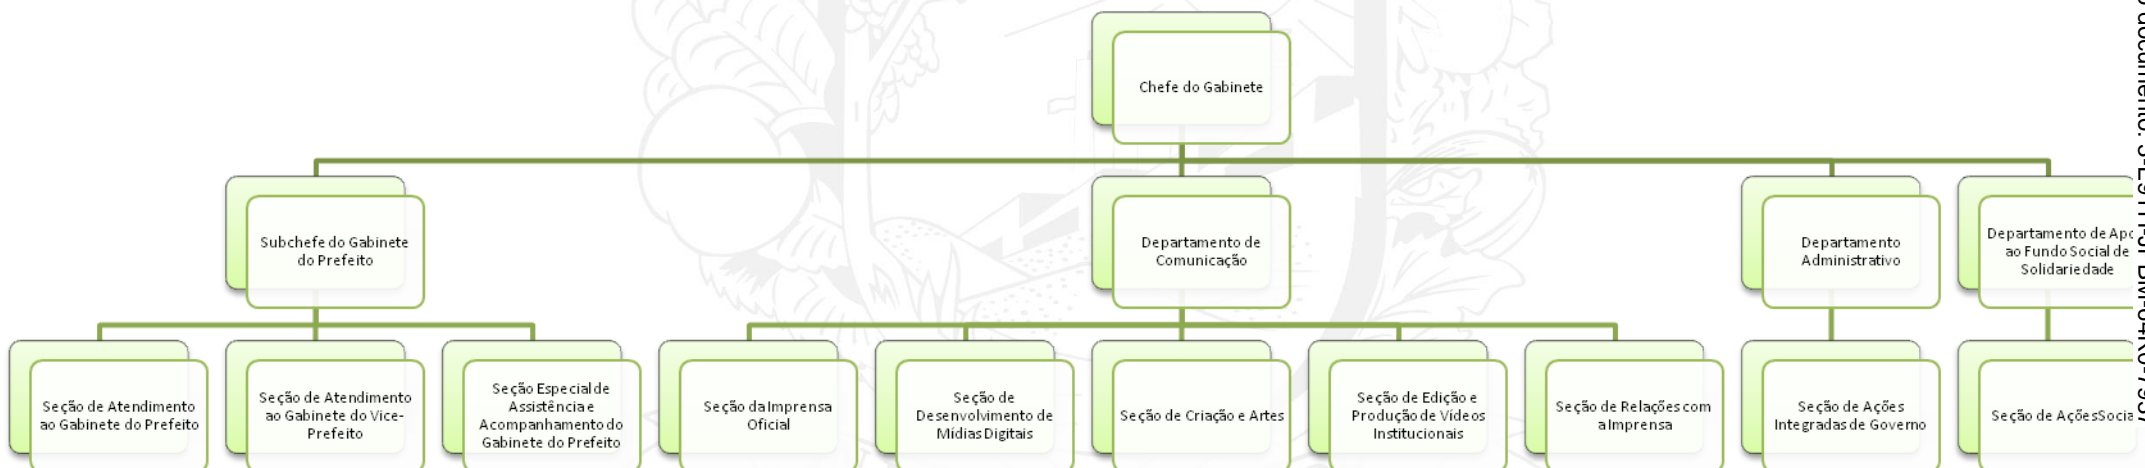 Chefe do Gabinete
Subchefe do Gabinete
do Prefeito
Departamento de
Comunicação
Departamento
Administrativo
Departamento de
ao Fundo Social de
Solidariedade
Seção de Atendimento
ao Gabinete do Prefeito
Seção de Atendimento
ao Gabinete do Vice-
Prefeito
Seção Especial de
Assistência e
Acompanhamento do
Gabinete do Prefeito
Seção da Imprensa
Oficial
Seção de
Desenvolvimento de
Mídias Digitais
Seção de Criação e Artes
Seção de Edição e
Produção de Vídeos
Institucionais
Seção de Relações com
a Imprensa
Seção de Ações
Integradas de Governo
Seção de Ações